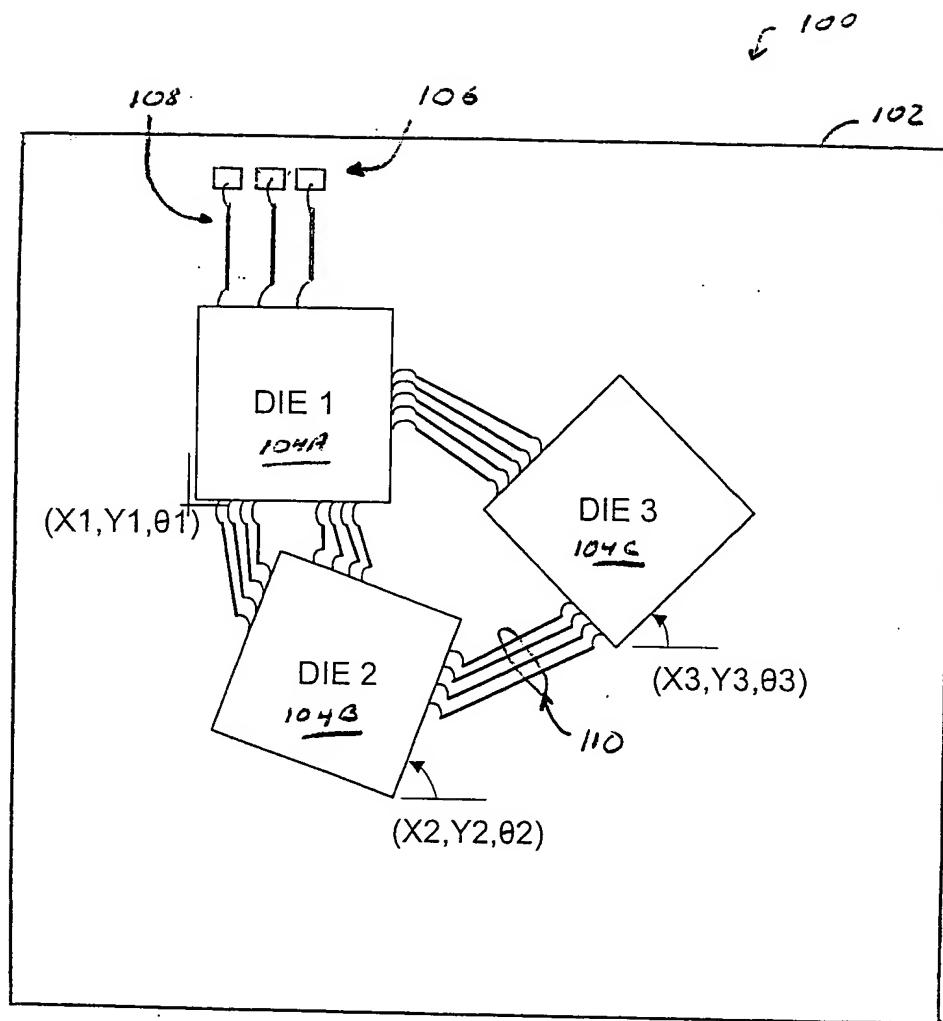 100
108
106
102
DIE 1
104A
(X1,Y1,θ1)
DIE 3
104C
DIE 2
104B
(X3,Y3,θ3)
110
(X2,Y2,θ2)